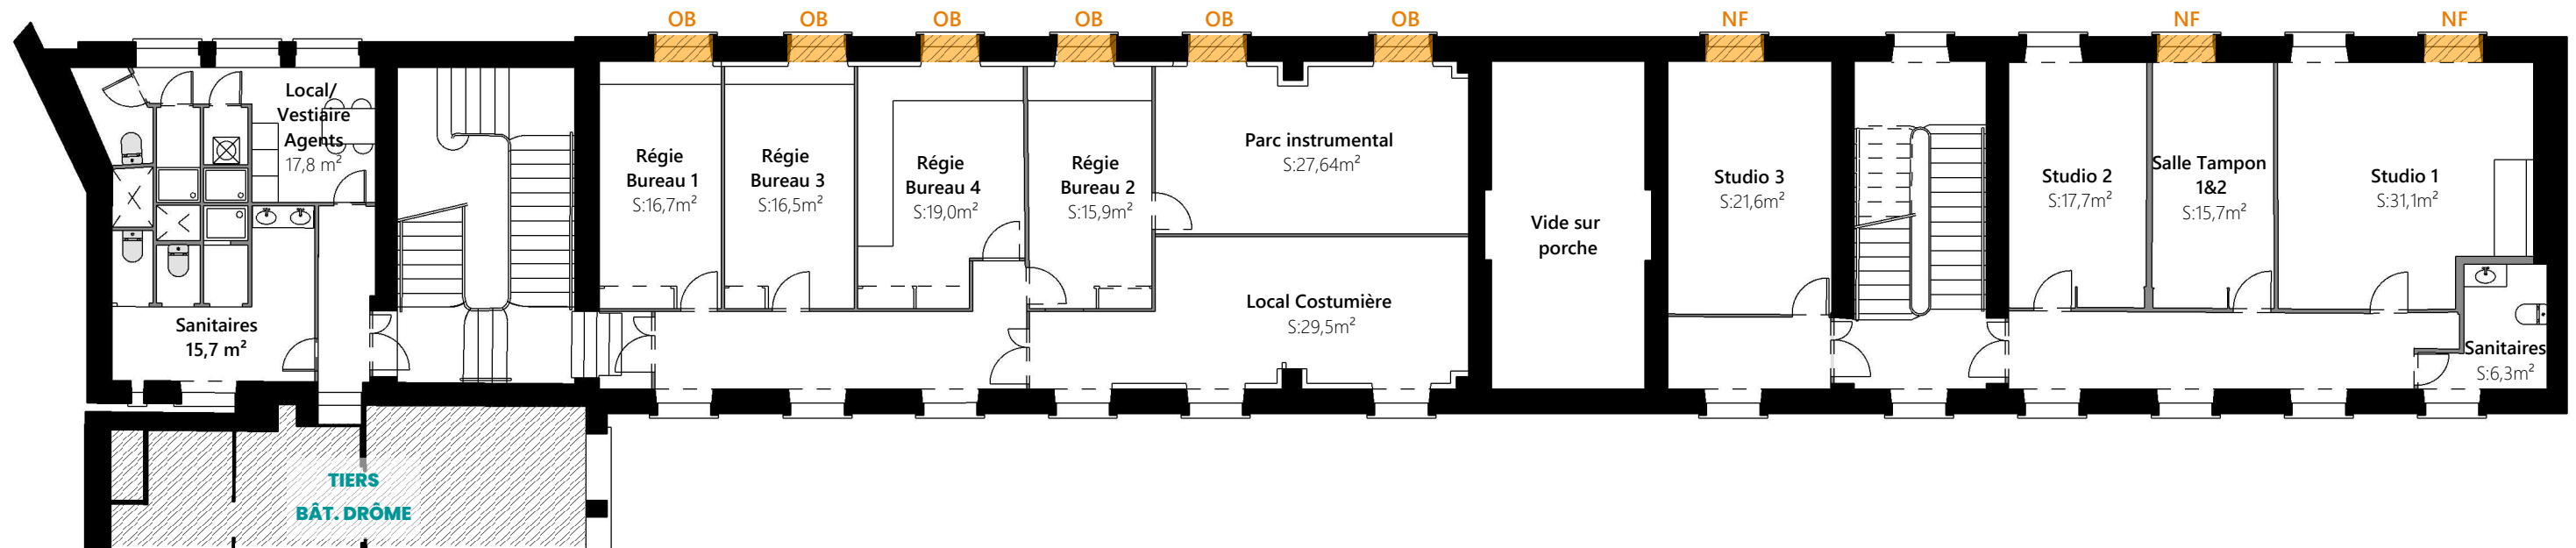 OB OB OB OB OB OB NF NF NF
Local/
Vestiaire
Agents
17,8 m²
Régie
Bureau 1
S:16,7m²
Régie
Bureau 3
S:16,5m²
Régie
Bureau 4
S:19,0m²
Régie
Bureau 2
S:15,9m²
Parc instrumental
S:27,64m²
Local Costumière
S:29,5m²
Vide sur
porche
Studio 3
S:21,6m²
Studio 2
S:17,7m²
Salle Tampon
1&2
S:15,7m²
Studio 1
S:31,1m²
Sanitaires
S:6,3m²
Sanitaires
15,7 m²
TIERS
BÂT. DRÔME